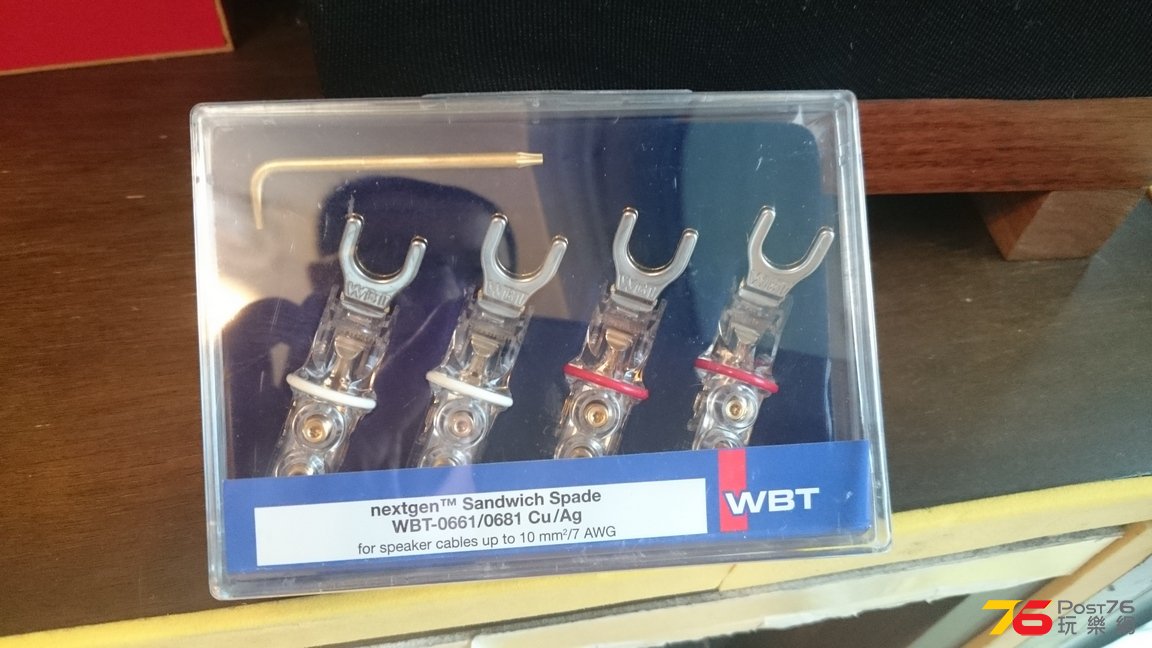 WBT
WBT
WBT
WBT
nextgen™ Sandwich Spade
WBT-0661/0681 Cu/Ag
for speaker cables up to 10 mm²/7 AWG
WBT
76 POST76
玩樂網